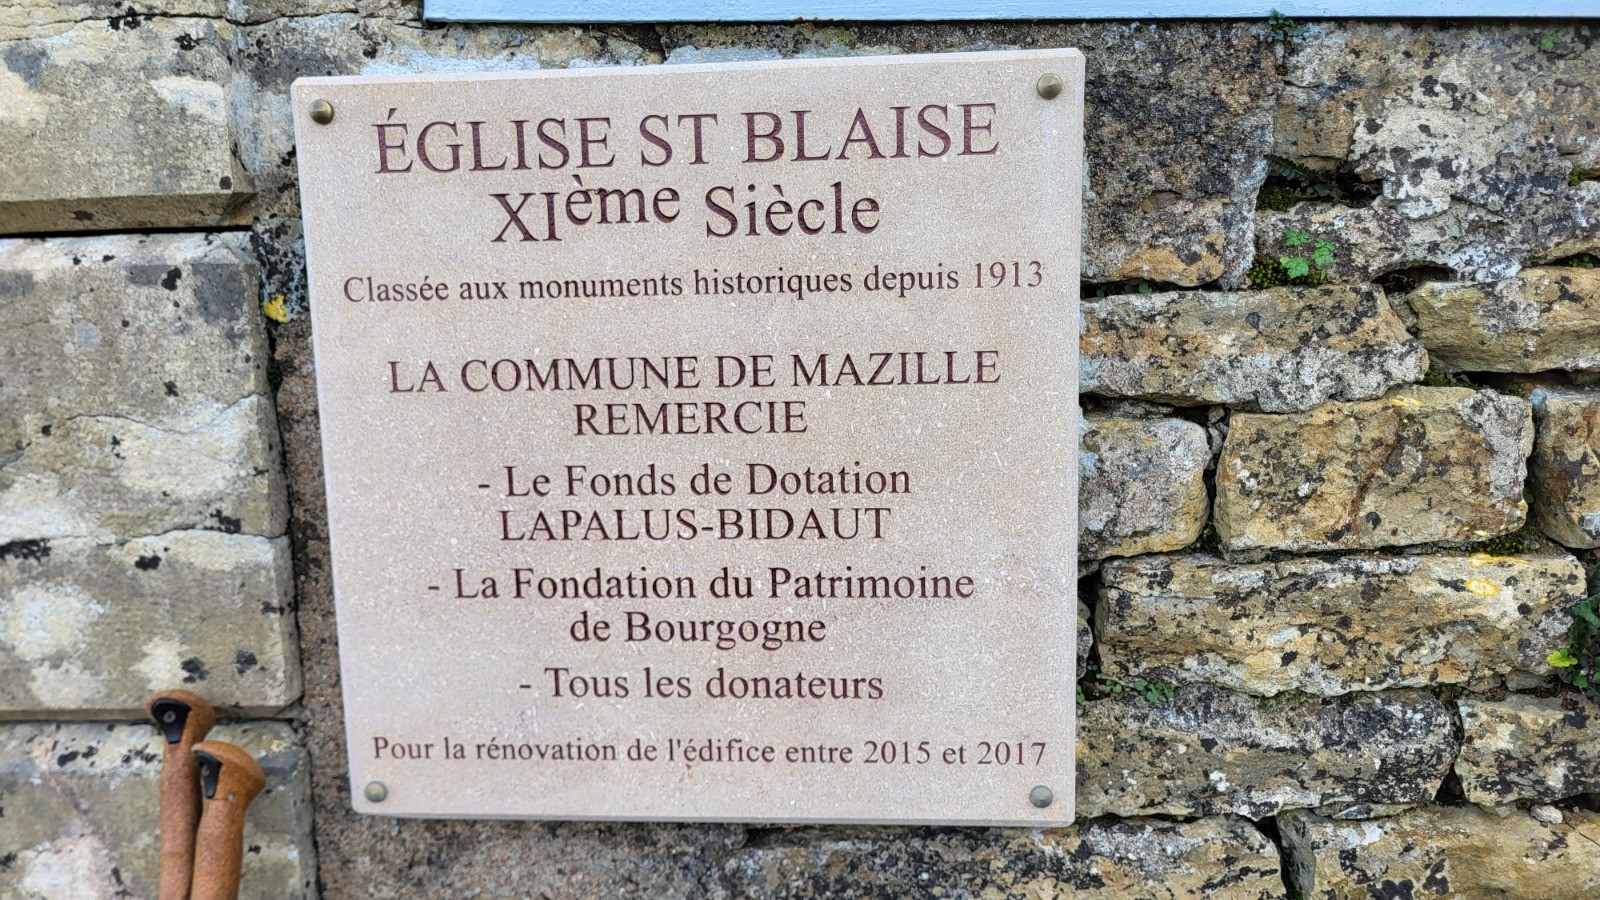 ÉGLISE ST BLAISE
XIème Siècle
Classée aux monuments historiques depuis 1913
LA COMMUNE DE MAZILLE
REMERCIE
- Le Fonds de Dotation
LAPALUS-BIDAUT
- La Fondation du Patrimoine
de Bourgogne
- Tous les donateurs
Pour la rénovation de l'édifice entre 2015 et 2017